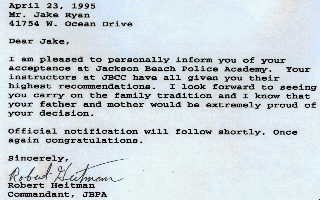 April 23, 1995
Mr. Jake Ryan
41754 W. Ocean Drive
Dear Jake,
I am pleased to personally inform you of your
acceptance at Jackson Beach Police Academy. Your
instructors at JBCC have all given you their
highest recommendations. I look forward to seeing
you carry on the family tradition and I know that
your father and mother would be extremely proud of
your decision.
Official notification will follow shortly. Once
again congratulations.
Sincerely,
Robert Heitman
Robert Heitman
Commandant, JBPA